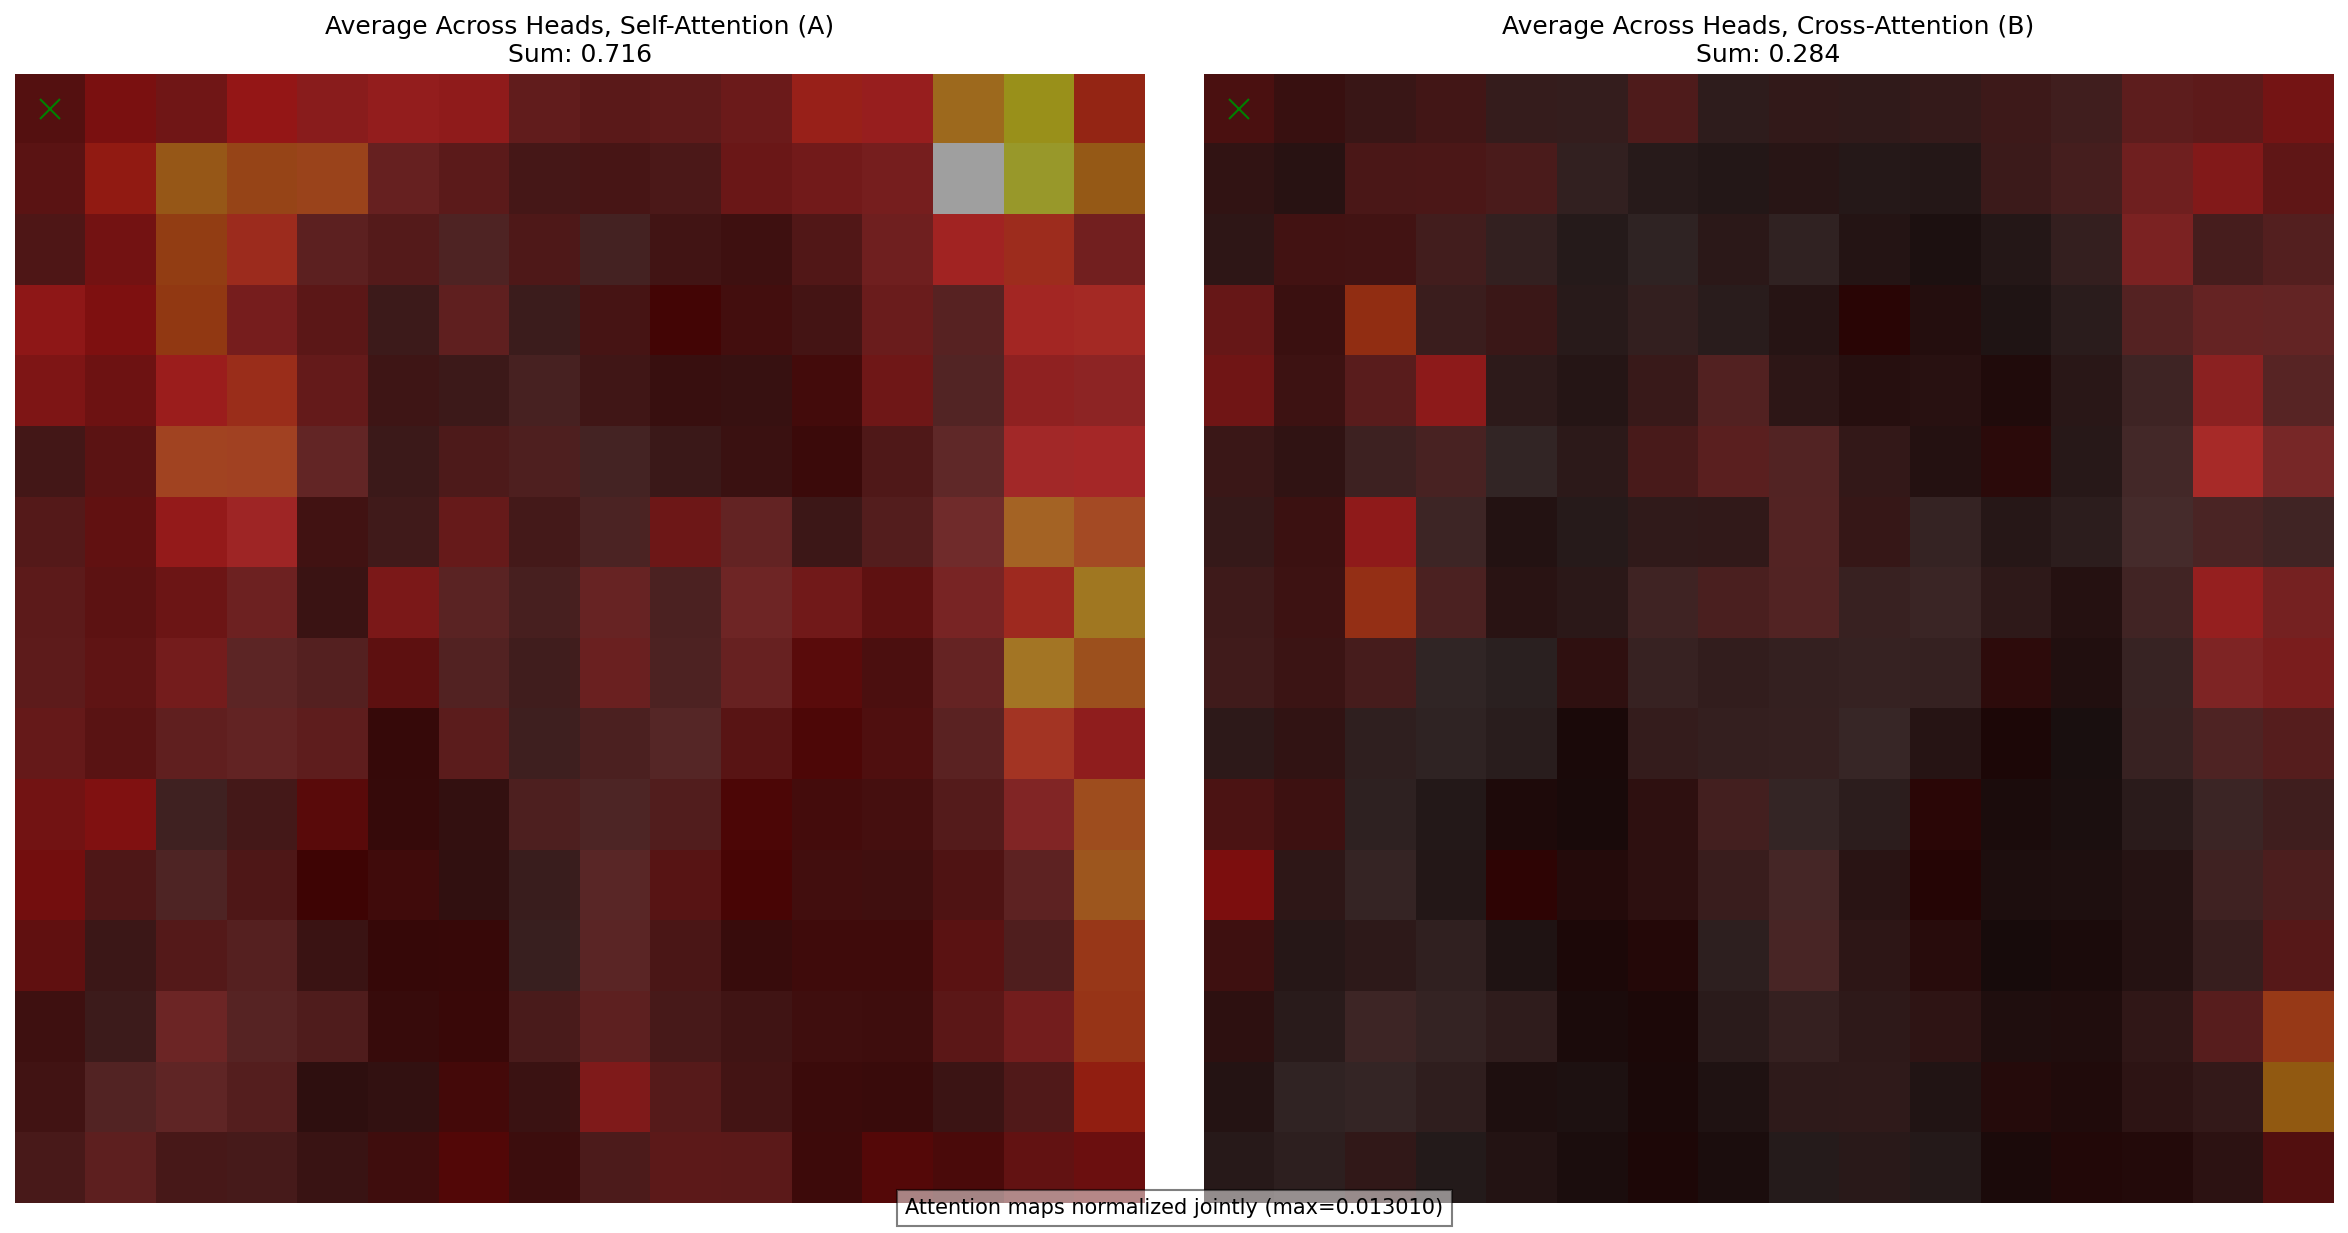 Average Across Heads, Self-Attention (A)
Sum: 0.716
Average Across Heads, Cross-Attention (B)
Sum: 0.284
Attention maps normalized jointly (max=0.013010)